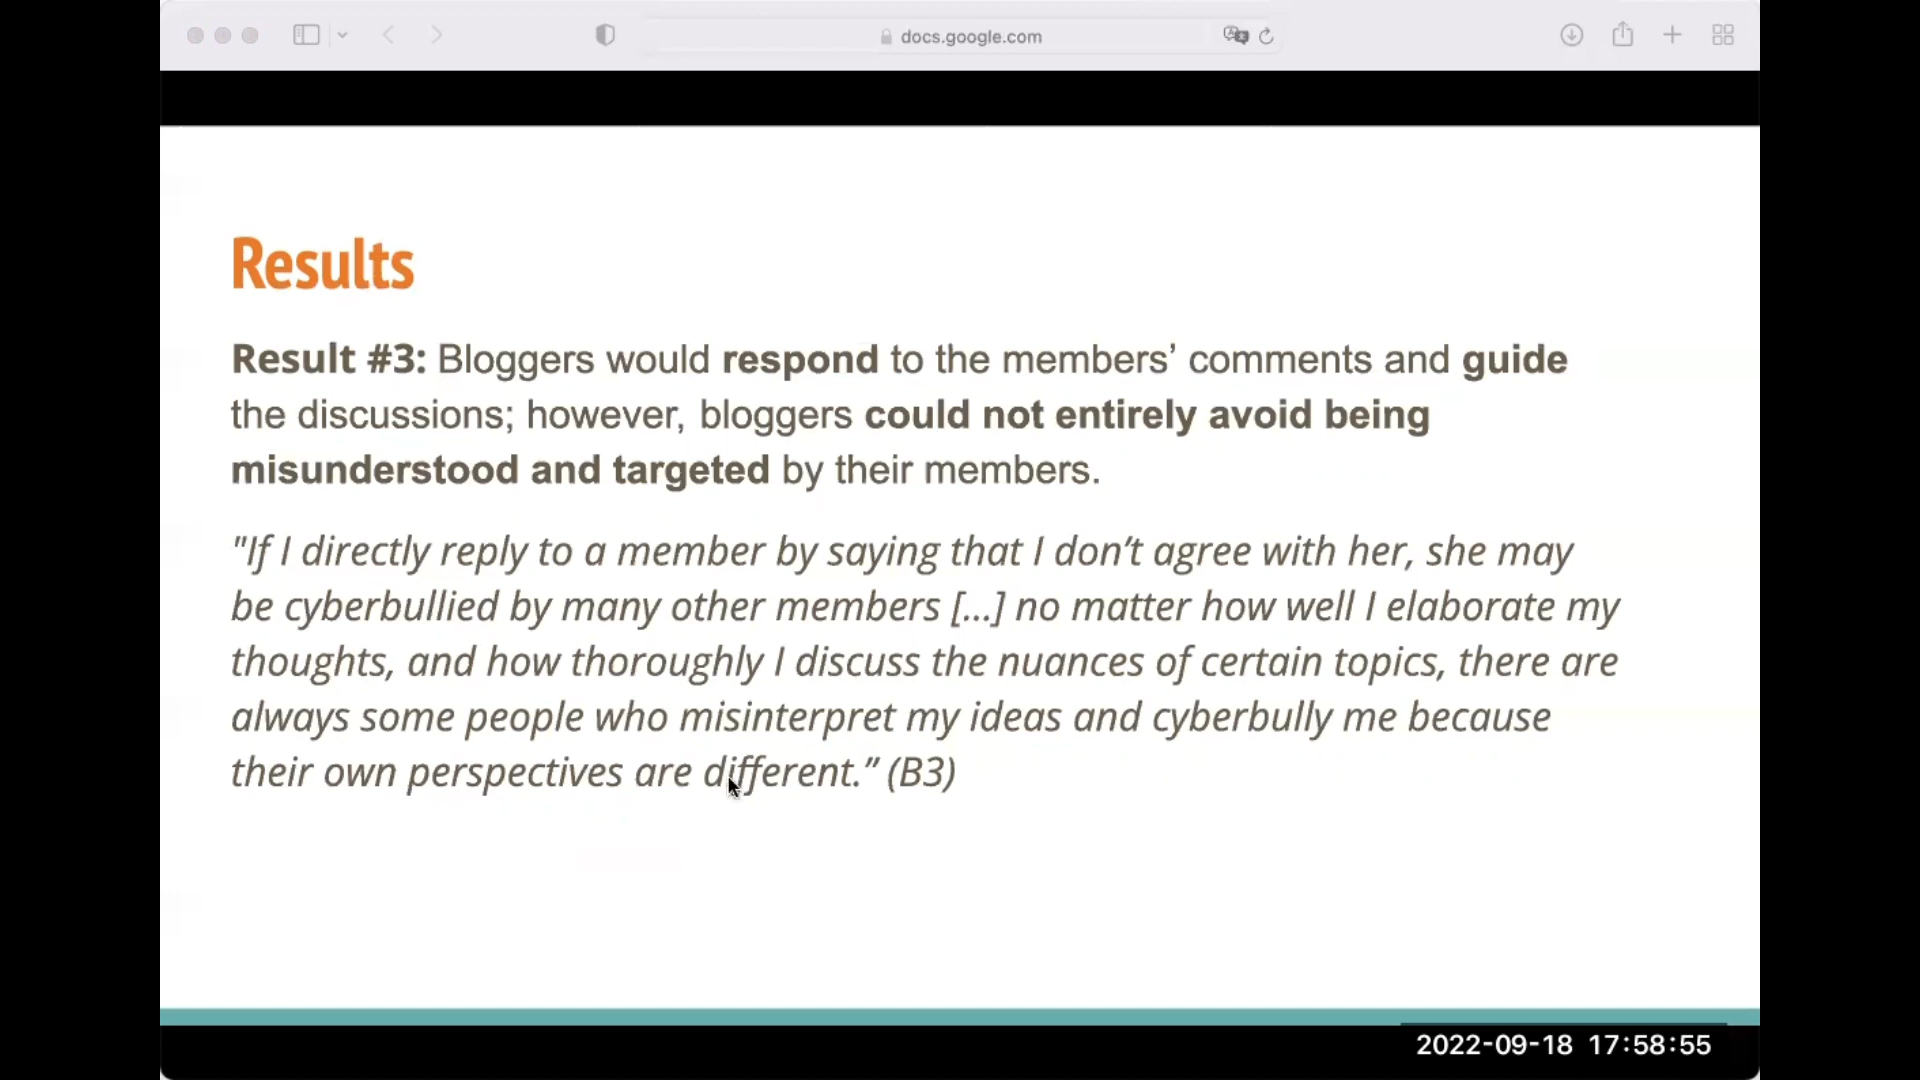 docs.google.com
Results
Result #3: Bloggers would respond to the members’ comments and guide
the discussions; however, bloggers could not entirely avoid being
misunderstood and targeted by their members.
"If I directly reply to a member by saying that I don’t agree with her, she may
be cyberbullied by many other members [...] no matter how well I elaborate my
thoughts, and how thoroughly I discuss the nuances of certain topics, there are
always some people who misinterpret my ideas and cyberbully me because
their own perspectives are different.” (B3)
2022-09-18 17:58:55